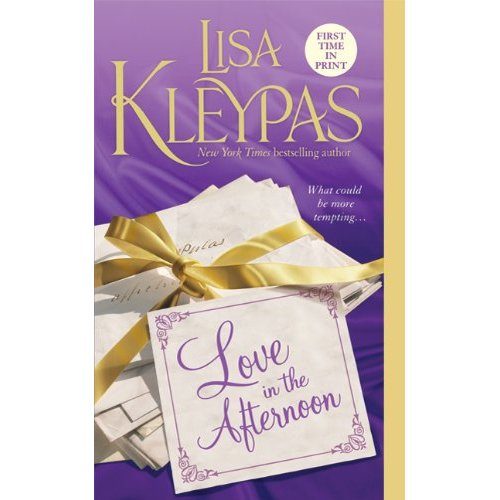 LISA
KLEYPAS
FIRST
TIME
IN
PRINT
New York Times bestselling author
What could
be more
tempting...
Love
in the
Afternoon